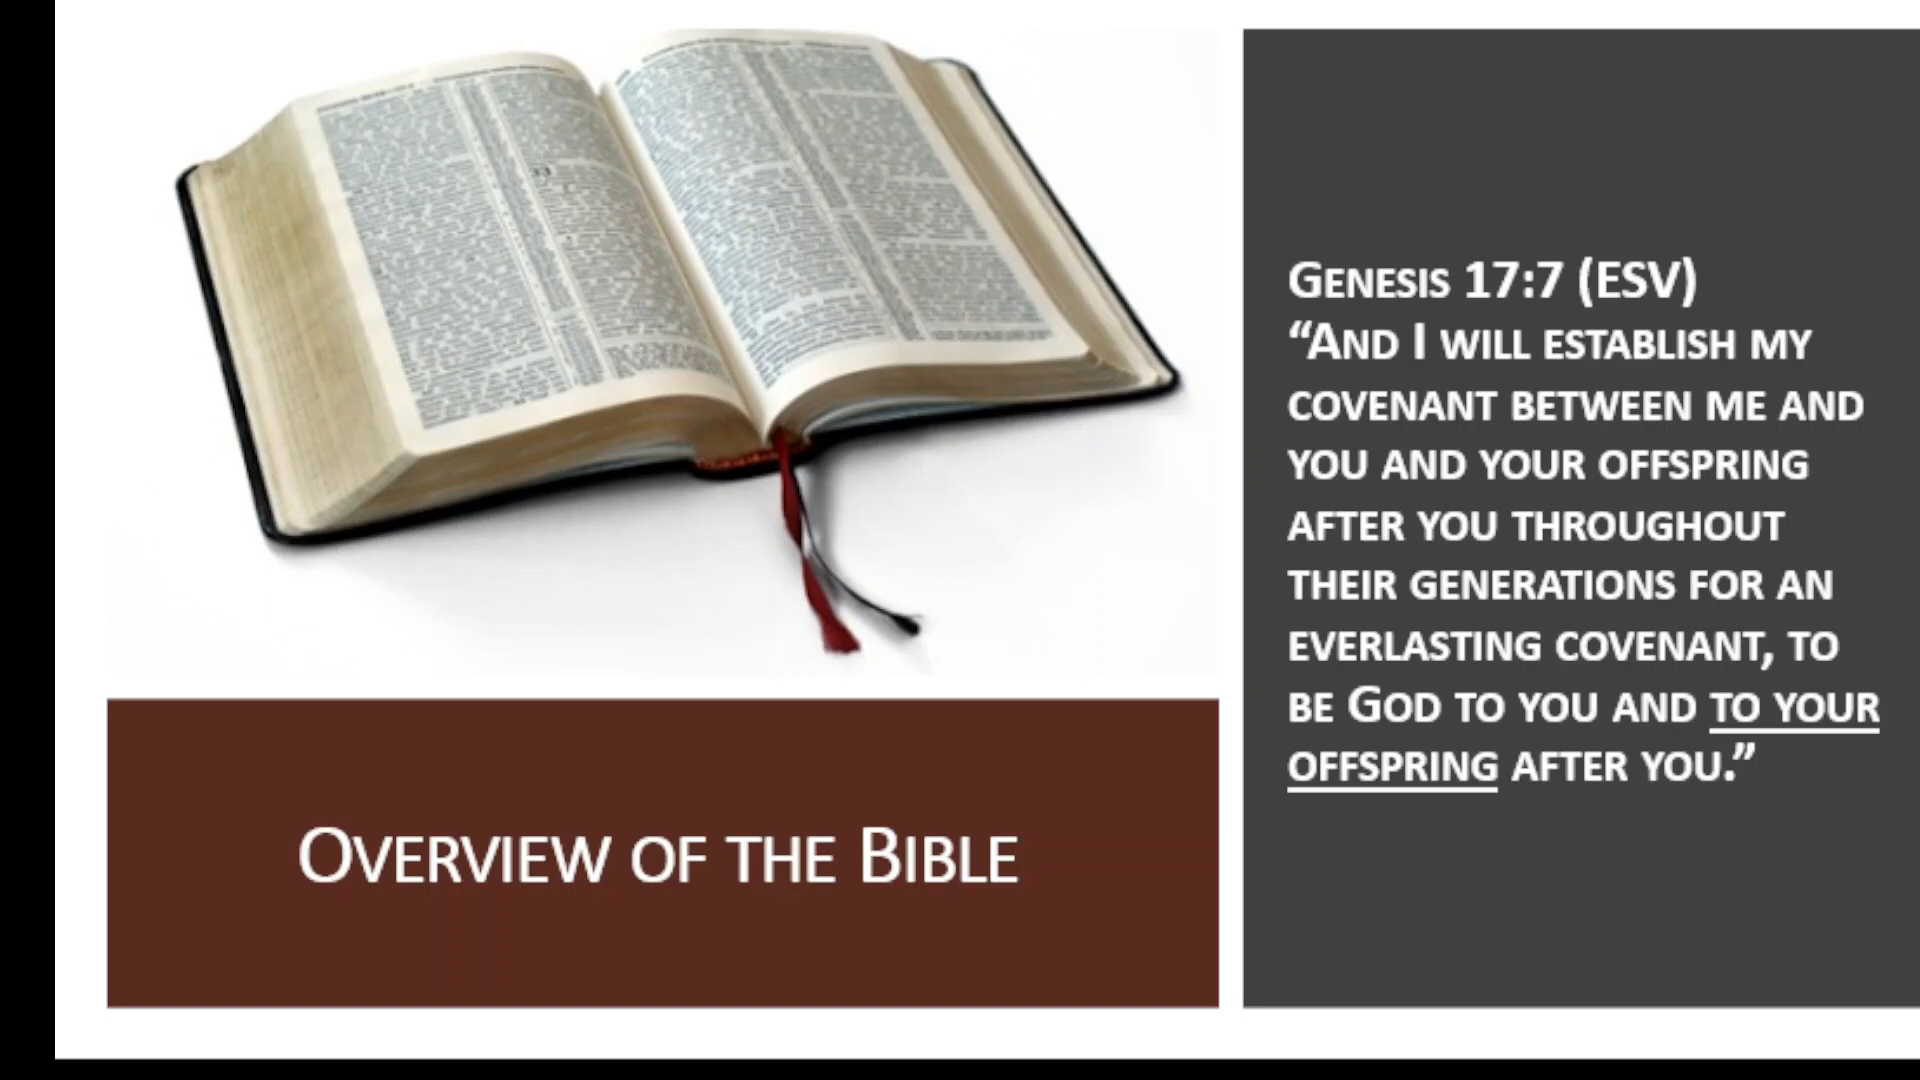 Genesis 17:7 (ESV)
“And I will establish my
covenant between me and
you and your offspring
after you throughout
their generations for an
everlasting covenant, to
be God to you and to your
offspring after you.”
Overview of the Bible